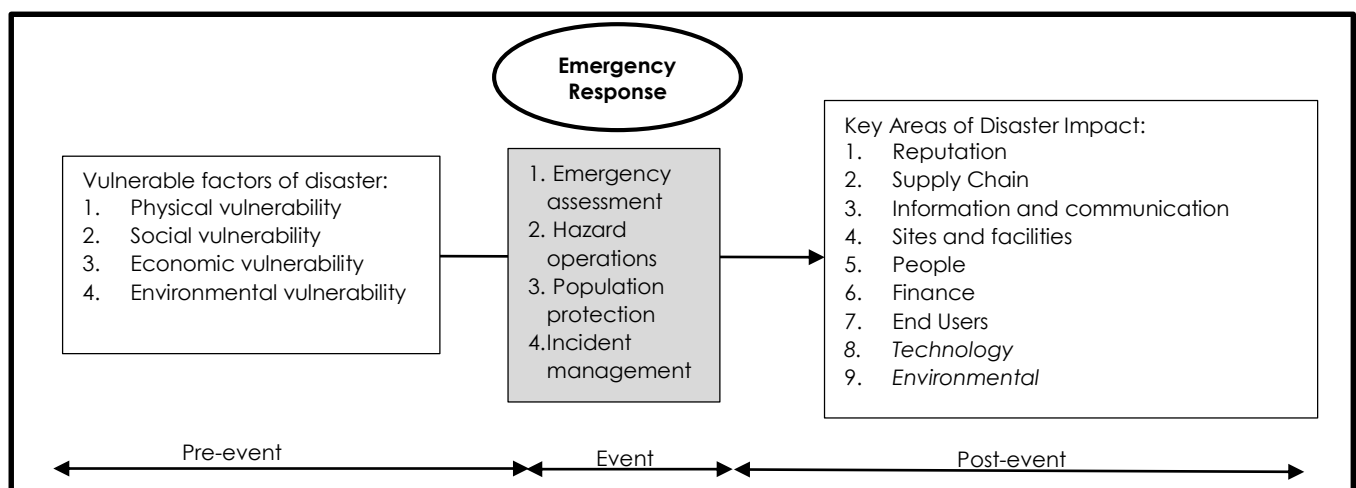 Emergency
Response
Vulnerable factors of disaster:
1. Physical vulnerability
2. Social vulnerability
3. Economic vulnerability
4. Environmental vulnerability
1. Emergency
assessment
2. Hazard
operations
3. Population
protection
4.Incident
management
Key Areas of Disaster Impact:
1. Reputation
2. Supply Chain
3. Information and communication
4. Sites and facilities
5. People
6. Finance
7. End Users
8. Technology
9. Environmental
Pre-event
Event
Post-event